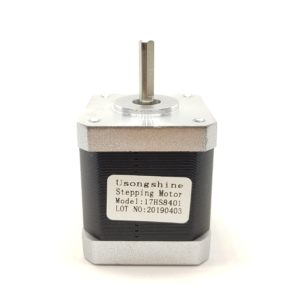 Usongshine
Stepping Motor
Model:17HS8401
LOT NO:20190403